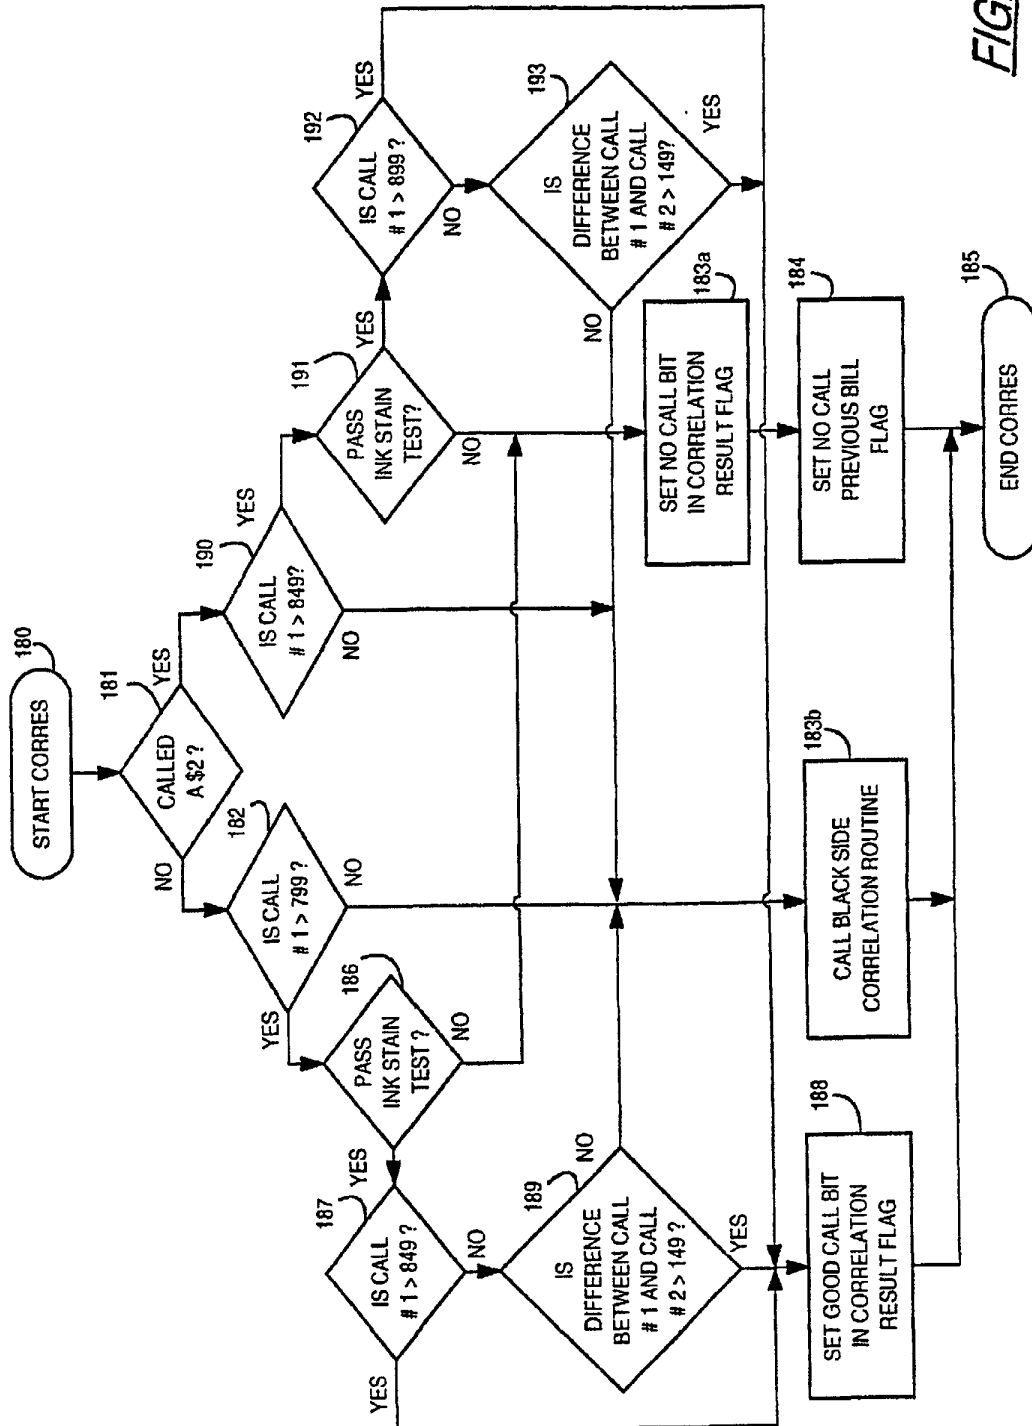 START CORRES
180
CALLED
A $2 ?
181
NO
YES
IS CALL
# 1 > 799 ?
182
YES
NO
IS CALL
# 1 > 849?
190
YES
NO
PASS
INK STAIN
TEST ?
186
YES
NO
PASS
INK STAIN
TEST?
191
YES
NO
IS CALL
# 1 > 849 ?
187
YES
NO
IS CALL
# 1 > 899 ?
192
YES
NO
IS
DIFFERENCE
BETWEEN CALL
# 1 AND CALL
# 2 > 149 ?
189
NO
YES
IS
DIFFERENCE
BETWEEN CALL
# 1 AND CALL
# 2 > 149?
193
NO
YES
SET GOOD CALL BIT
IN CORRELATION
RESULT FLAG
188
CALL BLACK SIDE
CORRELATION ROUTINE
183b
SET NO CALL BIT
IN CORRELATION
RESULT FLAG
183a
SET NO CALL
PREVIOUS BILL
FLAG
184
END CORRES
185
FIG.